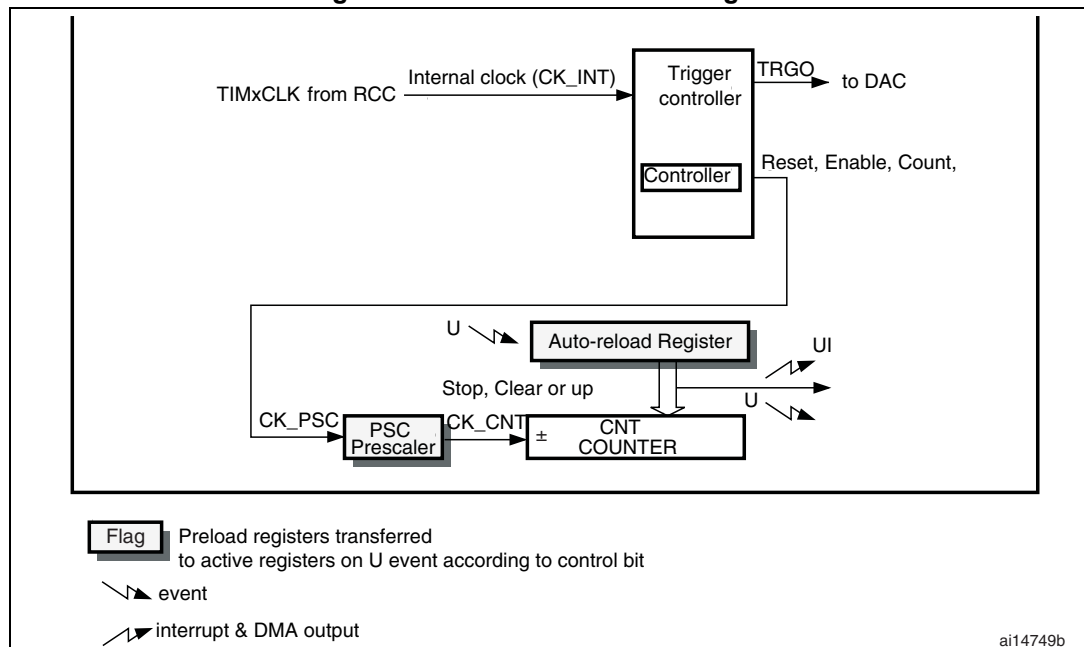 Internal clock (CK_INT)
TIMxCLK from RCC
Trigger
controller
TRGO
to DAC
Controller
Reset, Enable, Count,
U
Auto-reload Register
UI
Stop, Clear or up
U
CK_PSC
PSC
Prescaler
CK_CNT
±
CNT
COUNTER
Flag
Preload registers transferred
to active registers on U event according to control bit
event
interrupt & DMA output
ai14749b